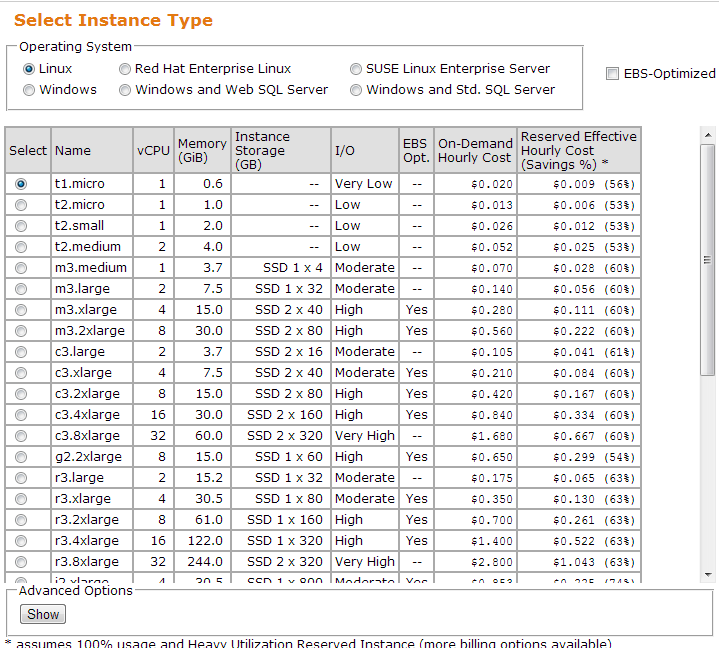 Select Instance Type
Operating System
Linux Red Hat Enterprise Linux SUSE Linux Enterprise Server
EBS-Optimized
Windows Windows and Web SQL Server Windows and Std. SQL Server
Select Name vCPU Memory (GiB) Instance Storage (GB) I/O EBS Opt. On-Demand Hourly Cost Reserved Effective Hourly Cost (Savings %) *
t1.micro 1 0.6 -- Very Low -- $0.020 $0.009 (56%)
t2.micro 1 1.0 -- Low -- $0.013 $0.006 (53%)
t2.small 1 2.0 -- Low -- $0.026 $0.012 (53%)
t2.medium 2 4.0 -- Low -- $0.052 $0.025 (53%)
m3.medium 1 3.7 SSD 1 x 4 Moderate -- $0.070 $0.028 (60%)
m3.large 2 7.5 SSD 1 x 32 Moderate -- $0.140 $0.056 (60%)
m3.xlarge 4 15.0 SSD 2 x 40 High Yes $0.280 $0.111 (60%)
m3.2xlarge 8 30.0 SSD 2 x 80 High Yes $0.560 $0.222 (60%)
c3.large 2 3.7 SSD 2 x 16 Moderate -- $0.105 $0.041 (61%)
c3.xlarge 4 7.5 SSD 2 x 40 Moderate Yes $0.210 $0.084 (60%)
c3.2xlarge 8 15.0 SSD 2 x 80 High Yes $0.420 $0.167 (60%)
c3.4xlarge 16 30.0 SSD 2 x 160 High Yes $0.840 $0.334 (60%)
c3.8xlarge 32 60.0 SSD 2 x 320 Very High -- $1.680 $0.667 (60%)
g2.2xlarge 8 15.0 SSD 1 x 60 High Yes $0.650 $0.299 (54%)
r3.large 2 15.2 SSD 1 x 32 Moderate -- $0.175 $0.065 (63%)
r3.xlarge 4 30.5 SSD 1 x 80 Moderate Yes $0.350 $0.130 (63%)
r3.2xlarge 8 61.0 SSD 1 x 160 High Yes $0.700 $0.261 (63%)
r3.4xlarge 16 122.0 SSD 1 x 320 High Yes $1.400 $0.522 (63%)
r3.8xlarge 32 244.0 SSD 2 x 320 Very High -- $2.800 $1.043 (63%)
i2.xlarge 4 30.5 SSD 1 x 800 Moderate Yes $0.853
Advanced Options
Show
* assumes 100% usage and Heavy Utilization Reserved Instance (more billing options available)